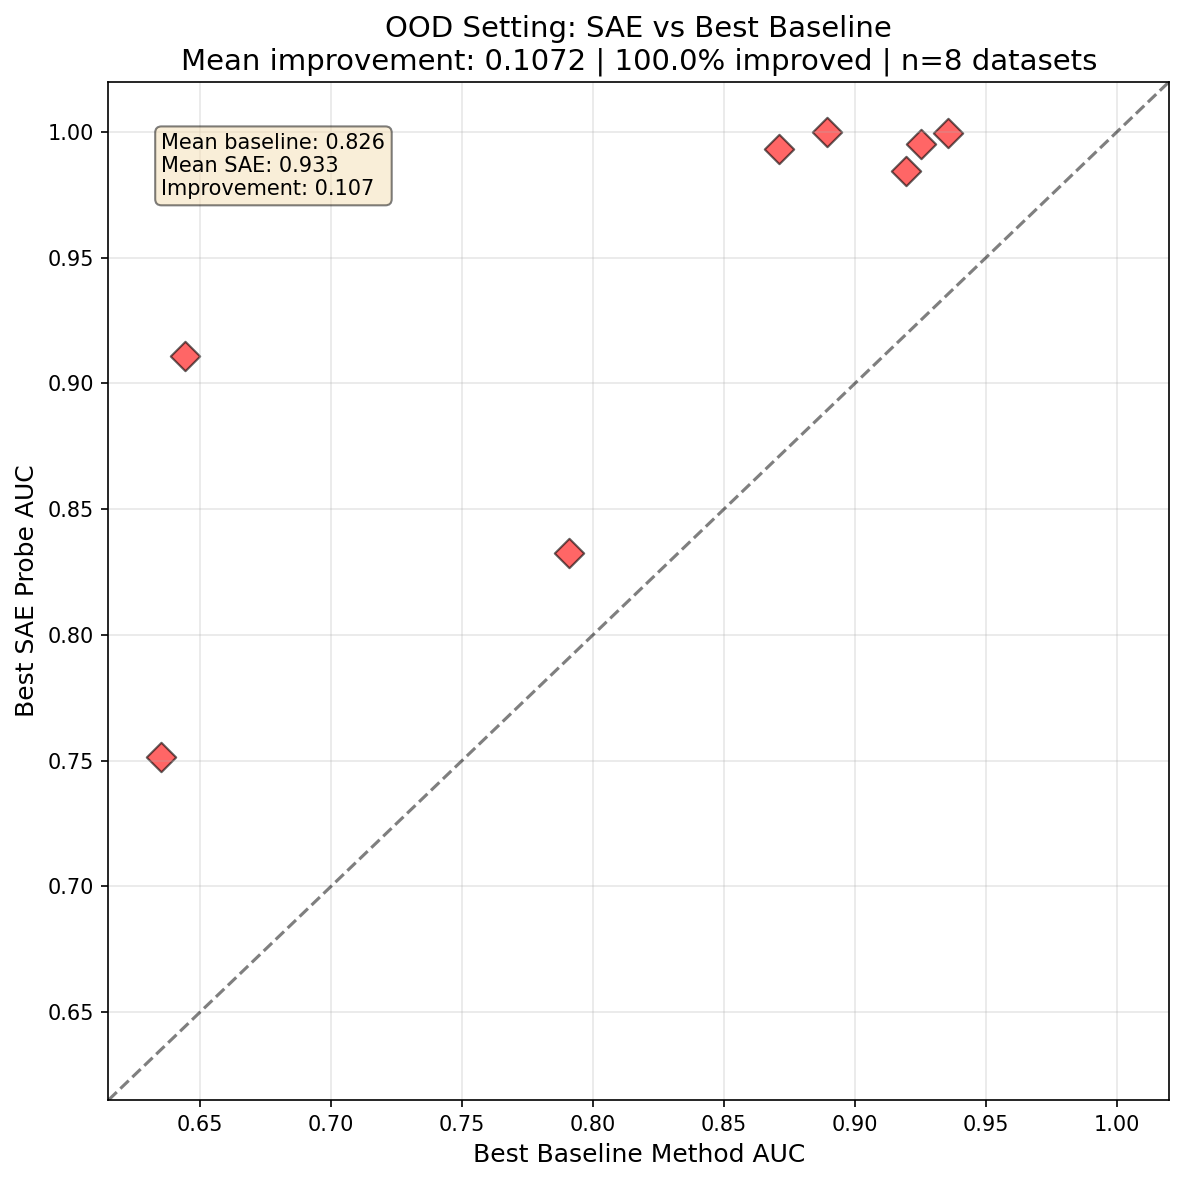 OOD Setting: SAE vs Best Baseline
Mean improvement: 0.1072 | 100.0% improved | n=8 datasets
Mean baseline: 0.826
Mean SAE: 0.933
Improvement: 0.107
Best SAE Probe AUC
1.00
0.95
0.90
0.85
0.80
0.75
0.70
0.65
0.65 0.70 0.75 0.80 0.85 0.90 0.95 1.00
Best Baseline Method AUC